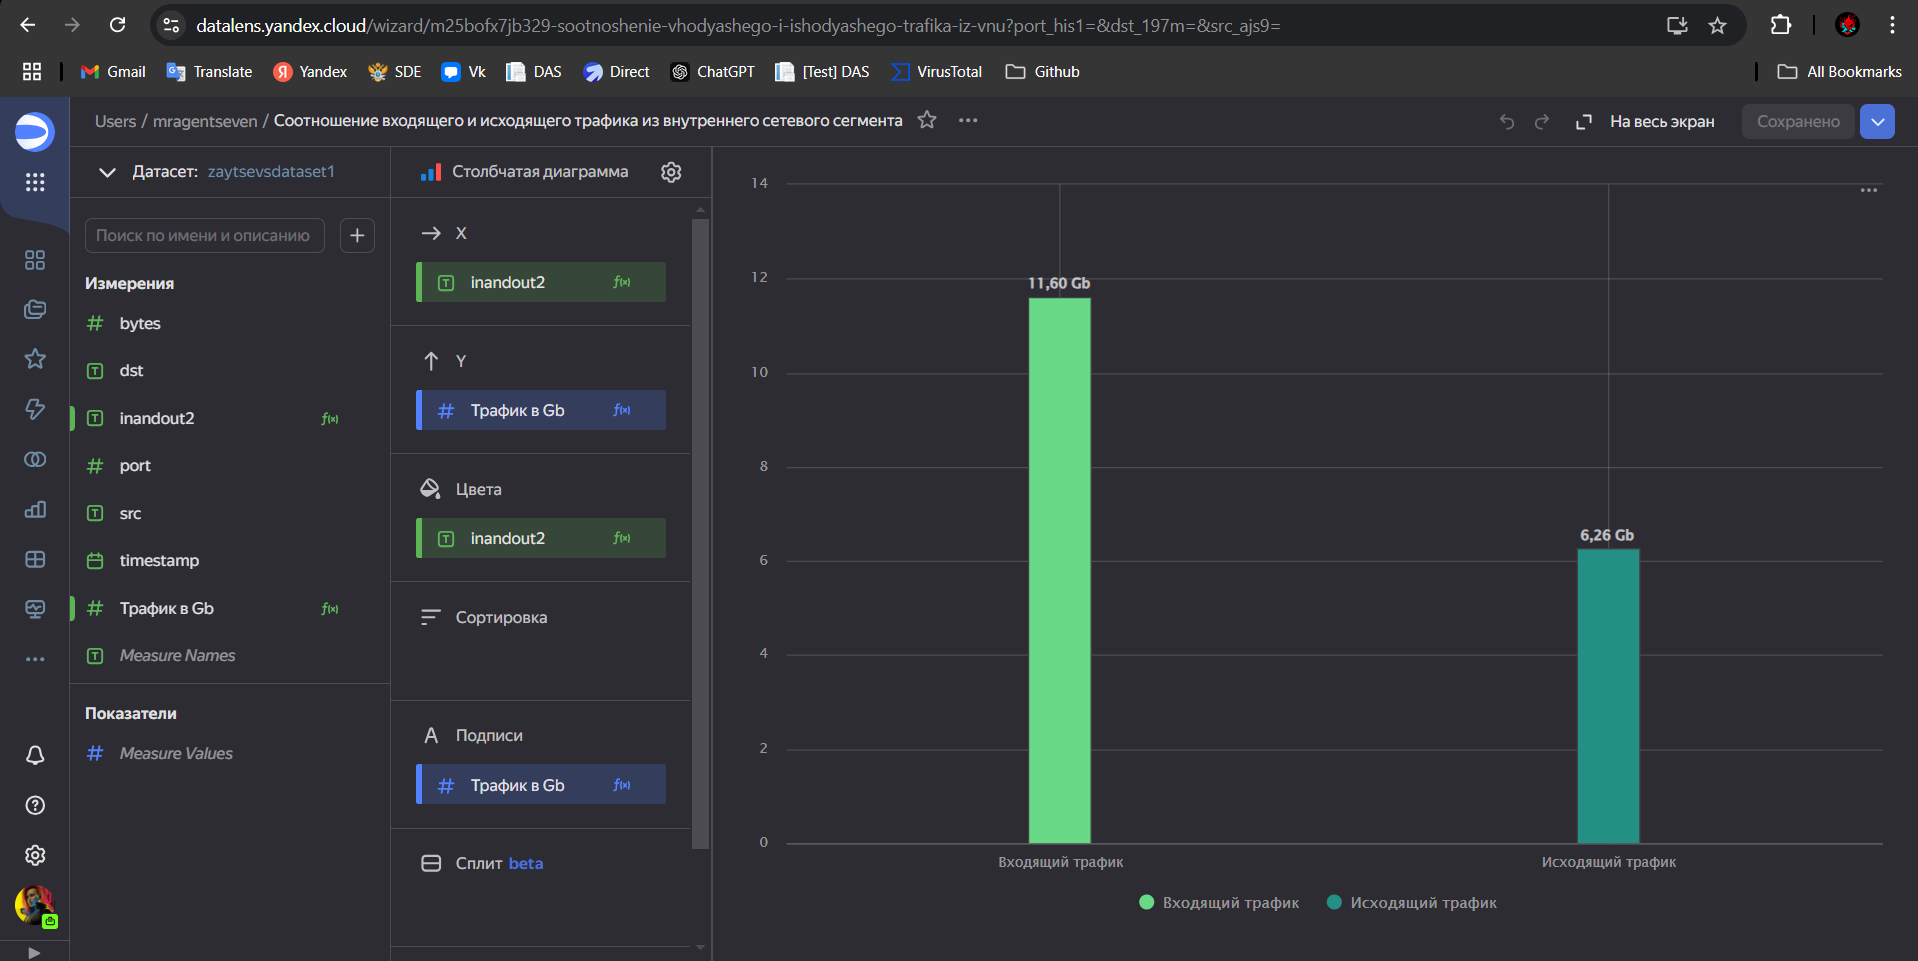 datalens.yandex.cloud/wizard/m25bofx7jb329-sootnoshenie-vhodyashego-i-ishodyashego-trafika-iz-vnu?port_his1=&dst_197m=&src_ajs9=
Gmail Translate Yandex SDE Vk DAS Direct ChatGPT [Test] DAS VirusTotal Github All Bookmarks
Users / mragentseven / Соотношение входящего и исходящего трафика из внутреннего сетевого сегмента
На весь экран
Сохранено
Датасет: zaytsevsdataset1
Поиск по имени и описанию
Измерения
bytes
dst
inandout2
port
src
timestamp
Трафик в Gb
Measure Names
Показатели
Measure Values
Столбчатая диаграмма
X
inandout2
Y
Трафик в Gb
Цвета
inandout2
Сортировка
Подписи
Трафик в Gb
Сплит beta
14
12
10
8
6
4
2
0
11,60 Gb
6,26 Gb
Входящий трафик
Исходящий трафик
Входящий трафик
Исходящий трафик